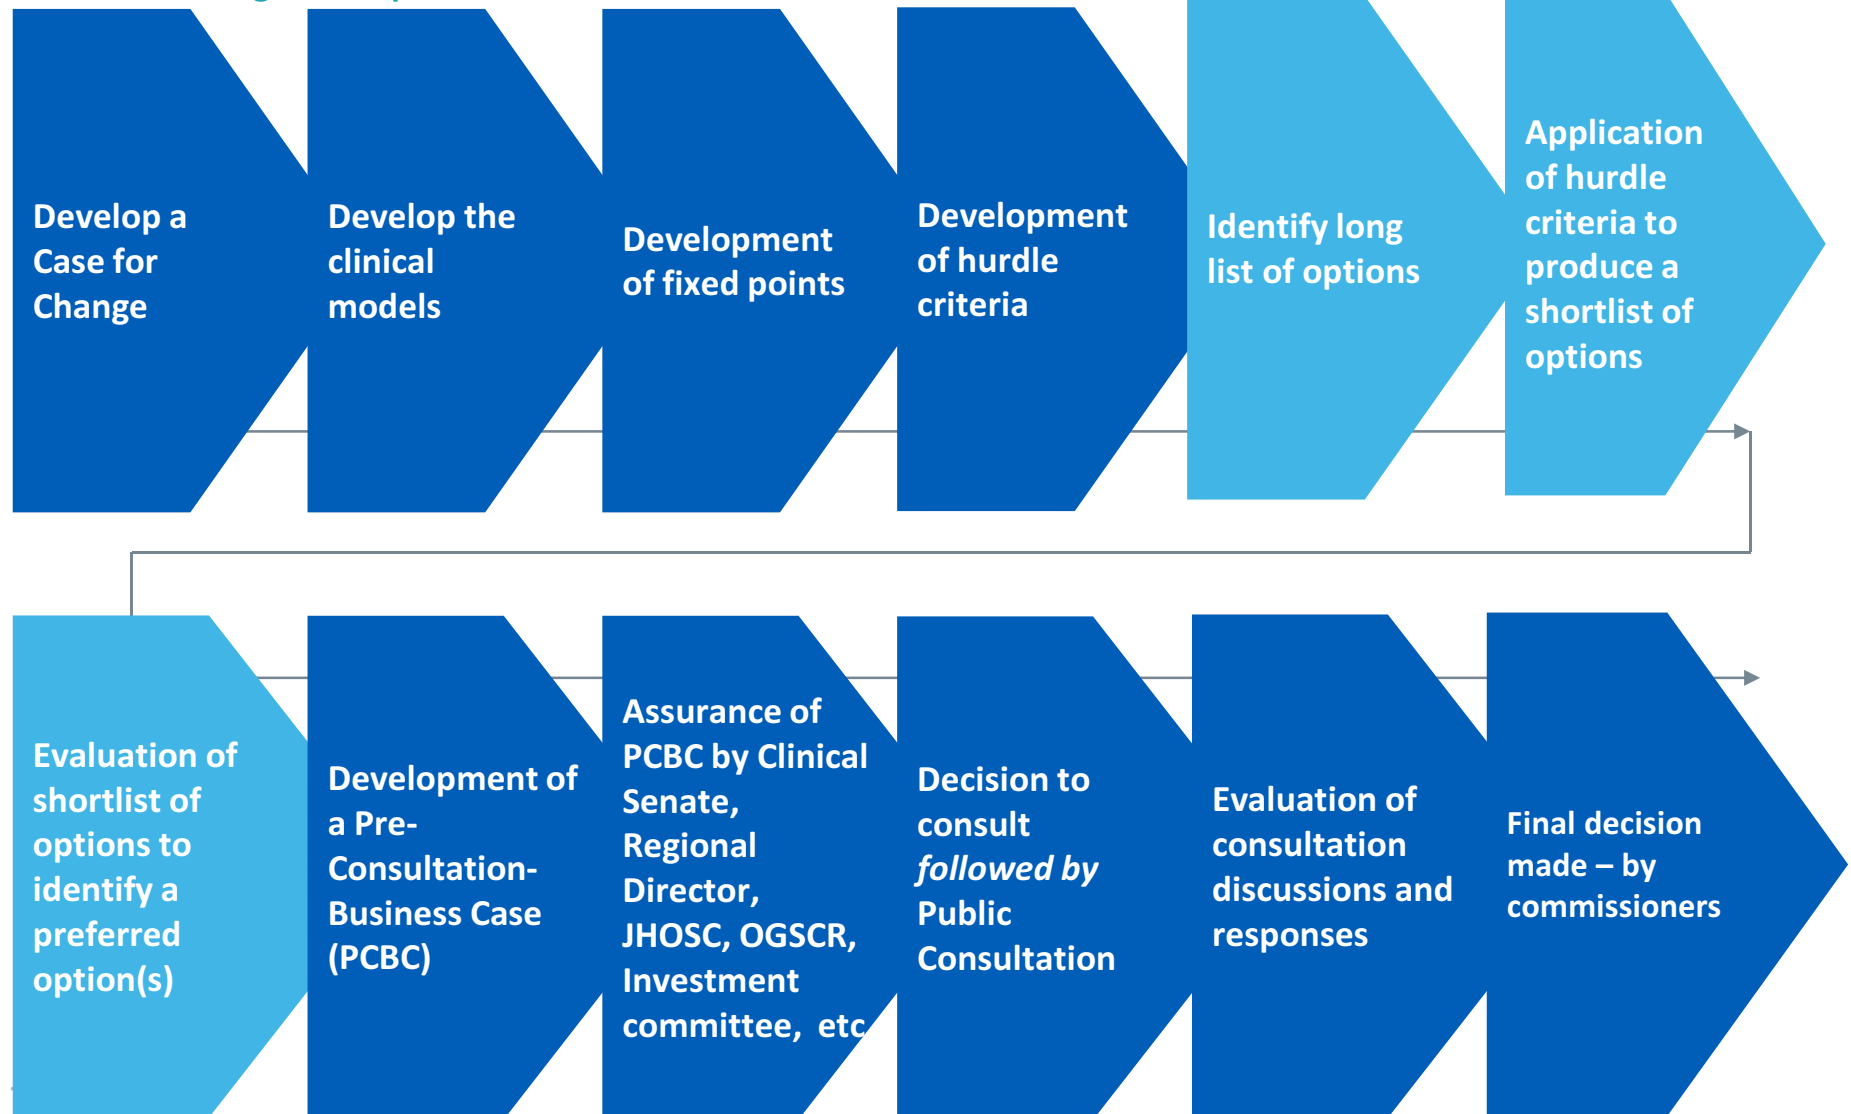 Develop a
Case for
Change
Develop the
clinical
models
Development
of fixed points
Development
of hurdle
criteria
Identify long
list of options
Application
of hurdle
criteria to
produce a
shortlist of
options
Evaluation of
shortlist of
options to
identify a
preferred
option(s)
Development of
a Pre-
Consultation-
Business Case
(PCBC)
Assurance of
PCBC by Clinical
Senate,
Regional
Director,
JHOSC, OGSCR,
Investment
committee,  etc
Decision to
consult
followed by
Public
Consultation
Evaluation of
consultation
discussions and
responses
Final decision
made – by
commissioners